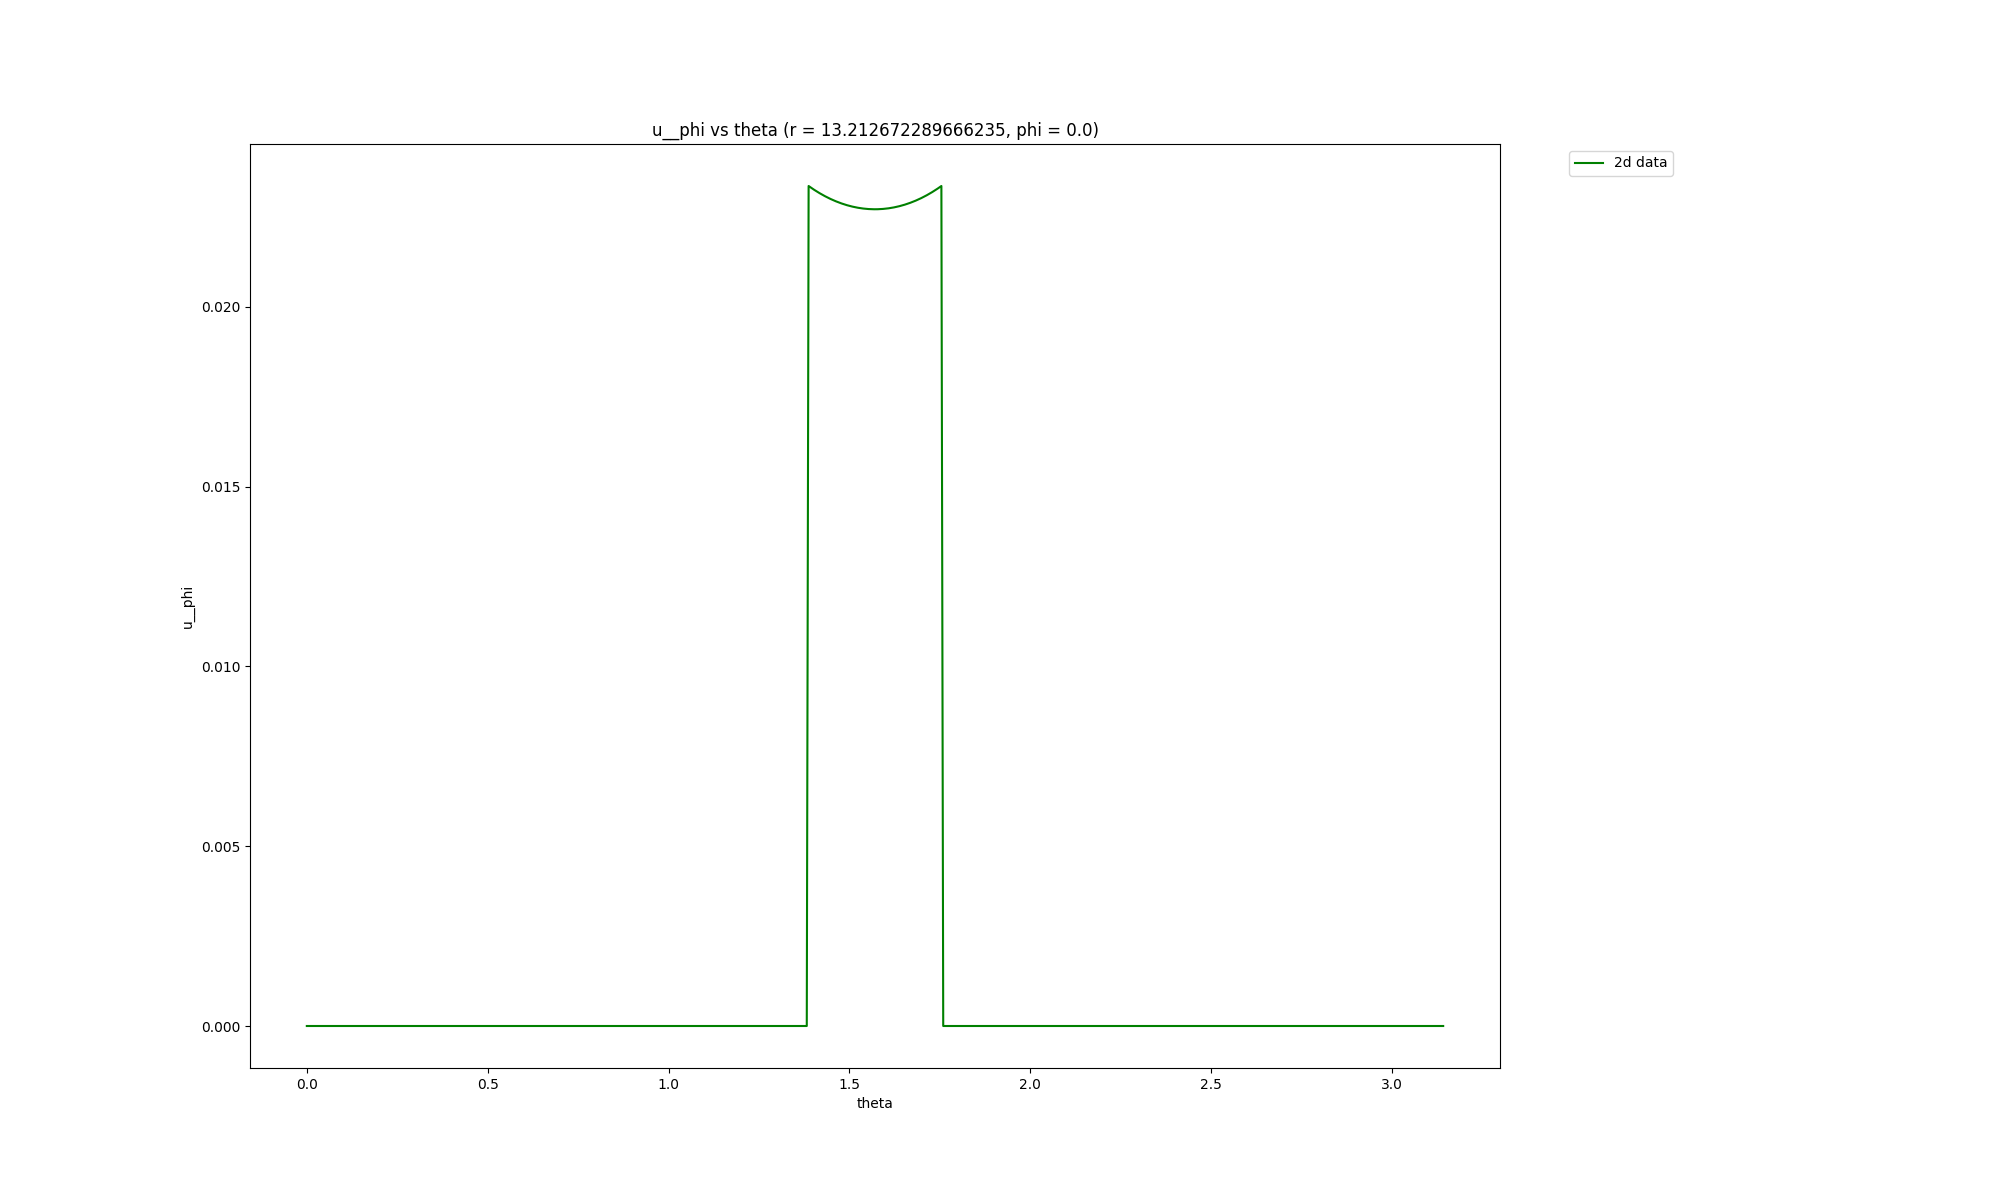 u__phi vs theta (r = 13.212672289666235, phi = 0.0)
2d data
0.020
0.015
0.010
0.005
0.000
u__phi
0.0 0.5 1.0 1.5 2.0 2.5 3.0
theta